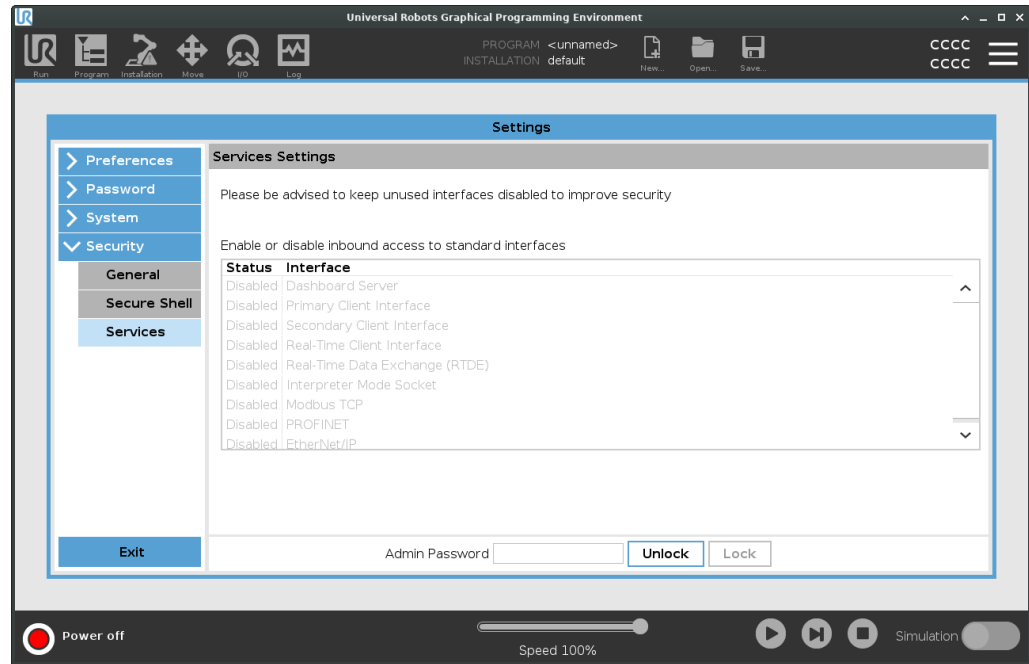 Universal Robots Graphical Programming Environment
UR
Run
Program
Installation
Move
I/O
Log
PROGRAM <unnamed>
INSTALLATION default
New...
Open...
Save...
CCCC
CCCC
Settings
Preferences
Password
System
Security
General
Secure Shell
Services
Exit
Services Settings
Please be advised to keep unused interfaces disabled to improve security
Enable or disable inbound access to standard interfaces
Status Interface
Disabled Dashboard Server
Disabled Primary Client Interface
Disabled Secondary Client Interface
Disabled Real-Time Client Interface
Disabled Real-Time Data Exchange (RTDE)
Disabled Interpreter Mode Socket
Disabled Modbus TCP
Disabled PROFINET
Disabled EtherNet/IP
Admin Password
Unlock
Lock
Power off
Speed 100%
Simulation